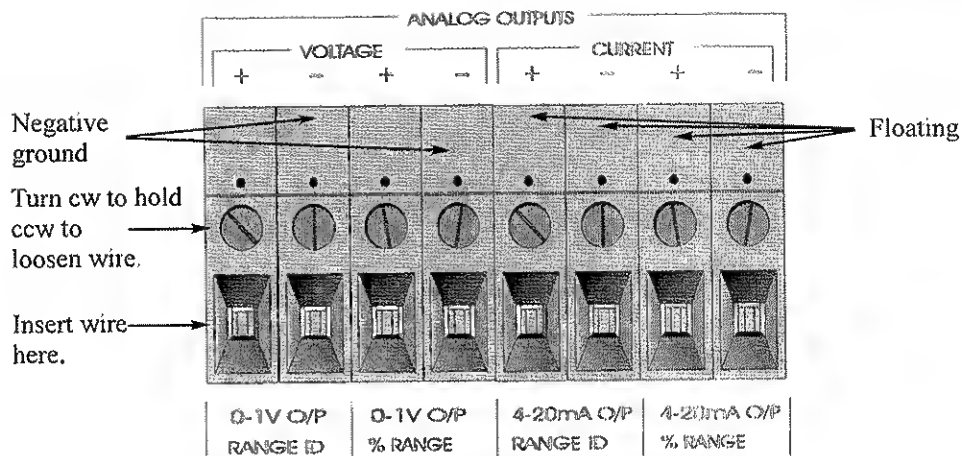 ANALOG OUTPUTS
VOLTAGE
CURRENT
+ − + − + − + −
Negative
ground
Floating
Turn cw to hold
ccw to
loosen wire.
Insert wire
here.
0-1V O/P 0-1V O/P 4-20mA O/P 4-20mA O/P
RANGE ID % RANGE RANGE ID % RANGE